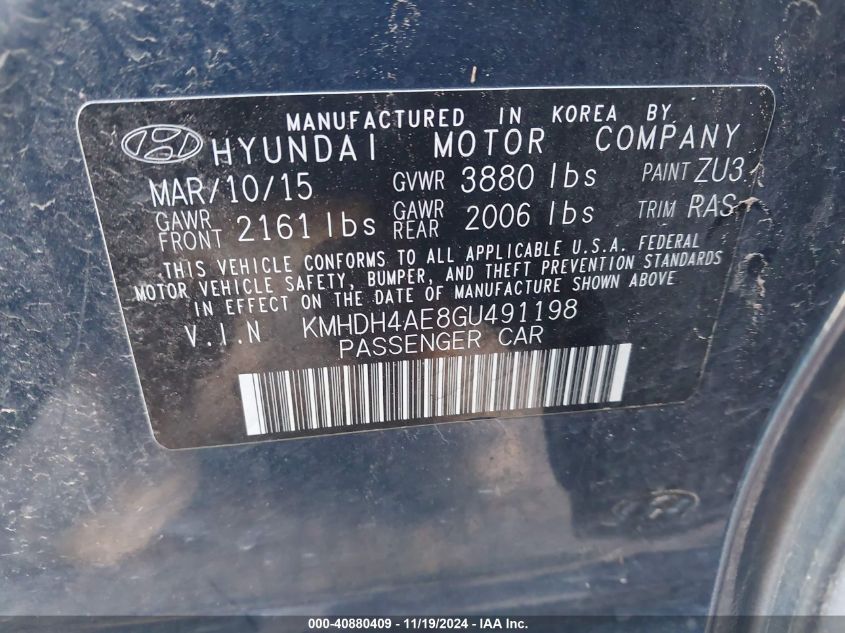 MANUFACTURED IN KOREA BY
HYUNDAI MOTOR COMPANY
MAR/10/15 GVWR 3880 lbs PAINT ZU3
GAWR FRONT 2161 lbs GAWR REAR 2006 lbs TRIM RAS
THIS VEHICLE CONFORMS TO ALL APPLICABLE U.S.A. FEDERAL
MOTOR VEHICLE SAFETY, BUMPER, AND THEFT PREVENTION STANDARDS
IN EFFECT ON THE DATE OF MANUFACTURE SHOWN ABOVE
V.I.N KMHDH4AE8GU491198
PASSENGER CAR
000-40880409 - 11/19/2024 - IAA Inc.